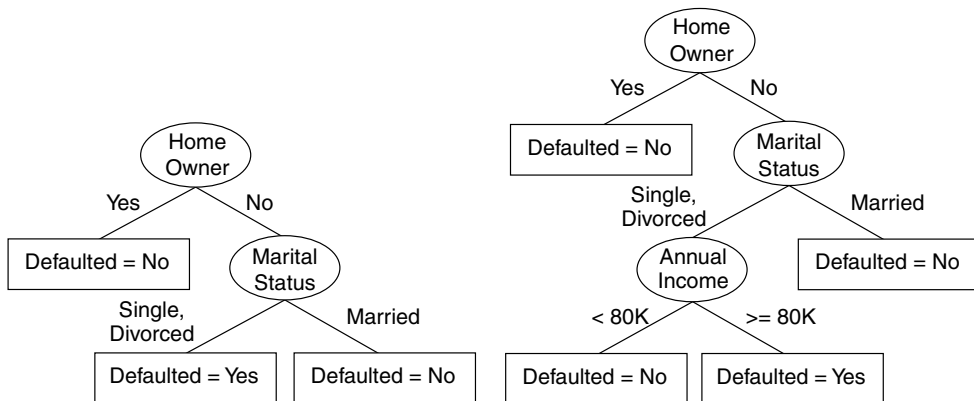 Home
Owner
Yes
No
Defaulted = No
Marital
Status
Single,
Divorced
Married
Defaulted = Yes
Defaulted = No
Home
Owner
Yes
No
Defaulted = No
Marital
Status
Single,
Divorced
Married
Annual
Income
Defaulted = No
< 80K
>= 80K
Defaulted = No
Defaulted = Yes